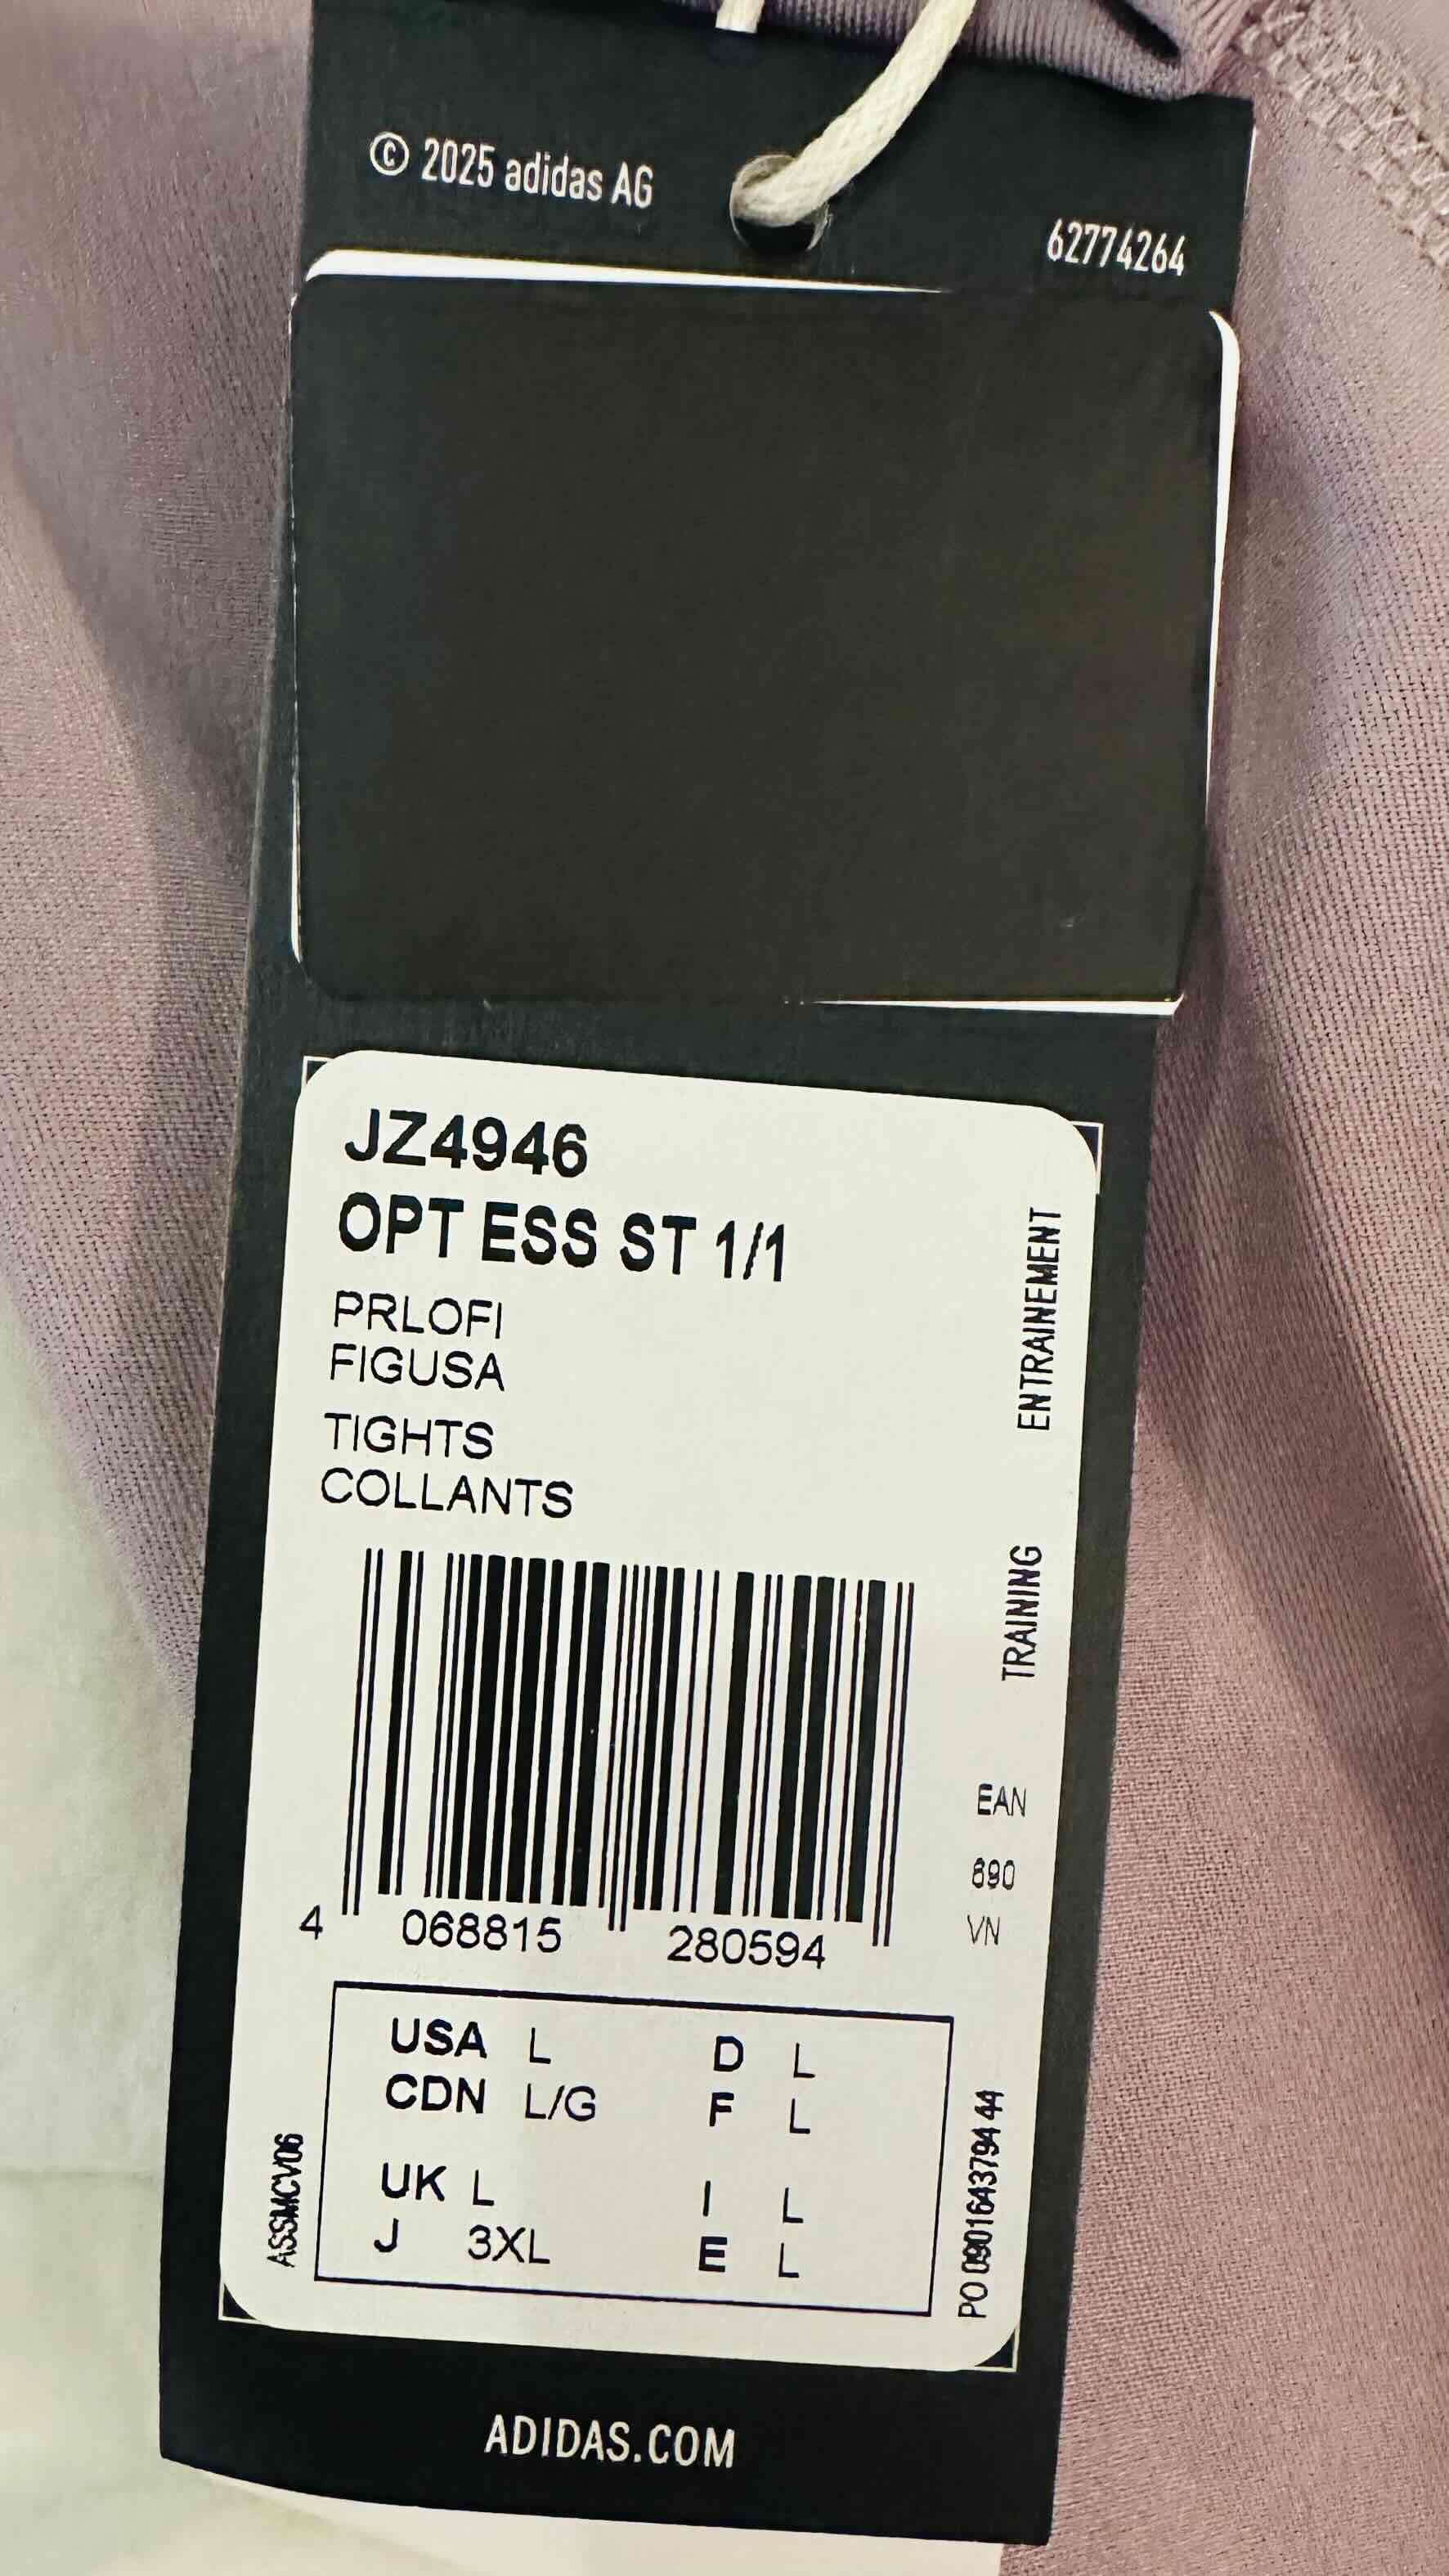 © 2025 adidas AG
62774264
JZ4946
OPT ESS ST 1/1
PRLOFI
FIGUSA
TIGHTS
COLLANTS
ENTRAINEMENT
TRAINING
EAN
690
VN
4 068815 280594
USA L D L
CDN L/G F L
UK L I L
J 3XL E L
ASSMCV06
PO 0901643794 44
ADIDAS.COM